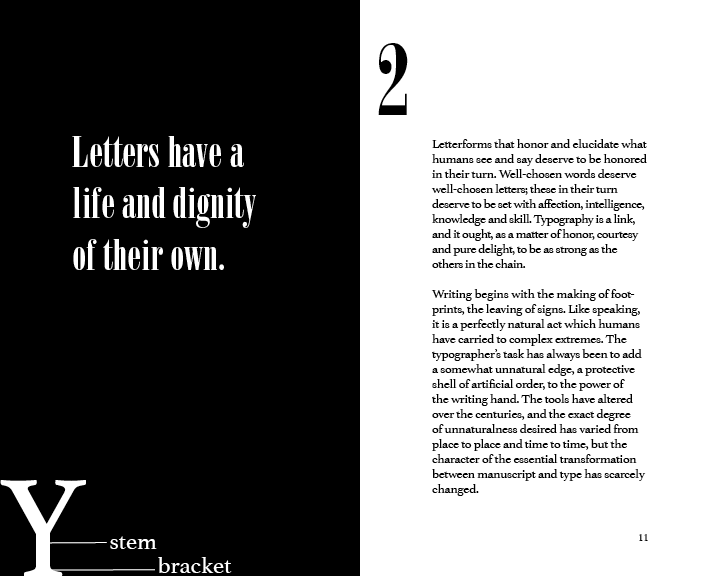 Letters have a
life and dignity
of their own.
Y
stem
bracket
2
Letterforms that honor and elucidate what
humans see and say deserve to be honored
in their turn. Well-chosen words deserve
well-chosen letters; these in their turn
deserve to be set with affection, intelligence,
knowledge and skill. Typography is a link,
and it ought, as a matter of honor, courtesy
and pure delight, to be as strong as the
others in the chain.
Writing begins with the making of foot-
prints, the leaving of signs. Like speaking,
it is a perfectly natural act which humans
have carried to complex extremes. The
typographer’s task has always been to add
a somewhat unnatural edge, a protective
shell of artificial order, to the power of
the writing hand. The tools have altered
over the centuries, and the exact degree
of unnaturalness desired has varied from
place to place and time to time, but the
character of the essential transformation
between manuscript and type has scarcely
changed.
11